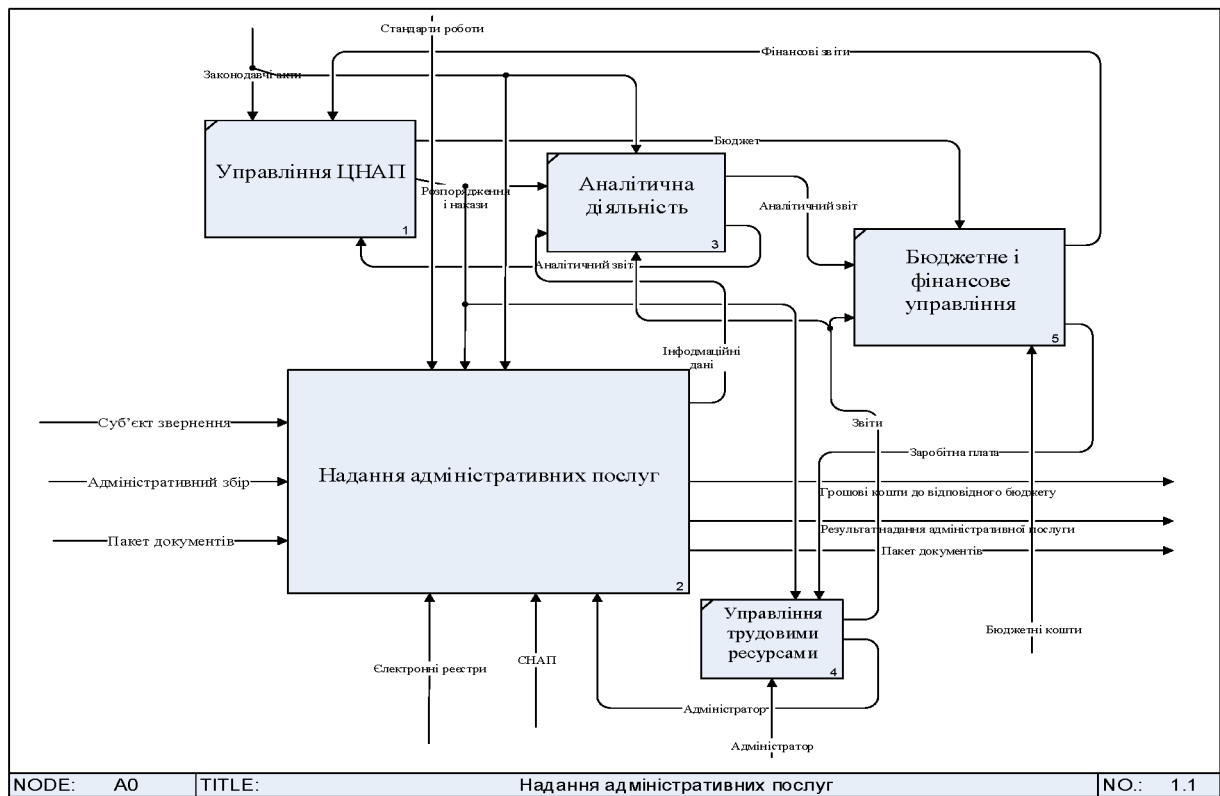 Стандарти роботи
Фінансові звіти
Законодавчі акти
Бюджет
Управління ЦНАП
1
Розпорядження
і накази
Аналітична
діяльність
3
Аналітичний звіт
Аналітичний звіт
Бюджетне і
фінансове
управління
5
Інфодмаційні
дані
Суб'єкт звернення
Адміністративний збір
Пакет документів
Надання адміністративних послуг
2
Звіти
Заробітна плата
Грошові кошти до відповідного бюджету
Результат надання адміністративної послуги
Пакет документів
Управління
трудовими
ресурсами
4
Бюджетні кошти
Єлектронні реєстри
СНАП
Адміністратор
Адміністратор
NODE: A0 TITLE: Надання адміністративних послуг NO.: 1.1